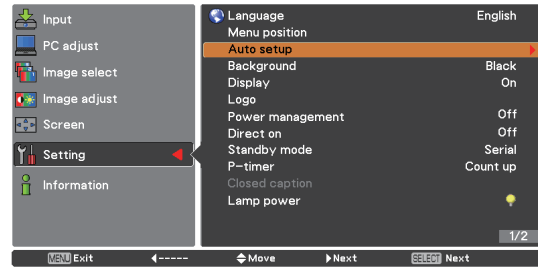 Input
PC adjust
Image select
Image adjust
Screen
Setting
Information
Language English
Menu position
Auto setup
Background Black
Display On
Logo
Power management Off
Direct on Off
Standby mode Serial
P-timer Count up
Closed caption
Lamp power
1/2
MENU Exit ----- Move Next SELECT Next